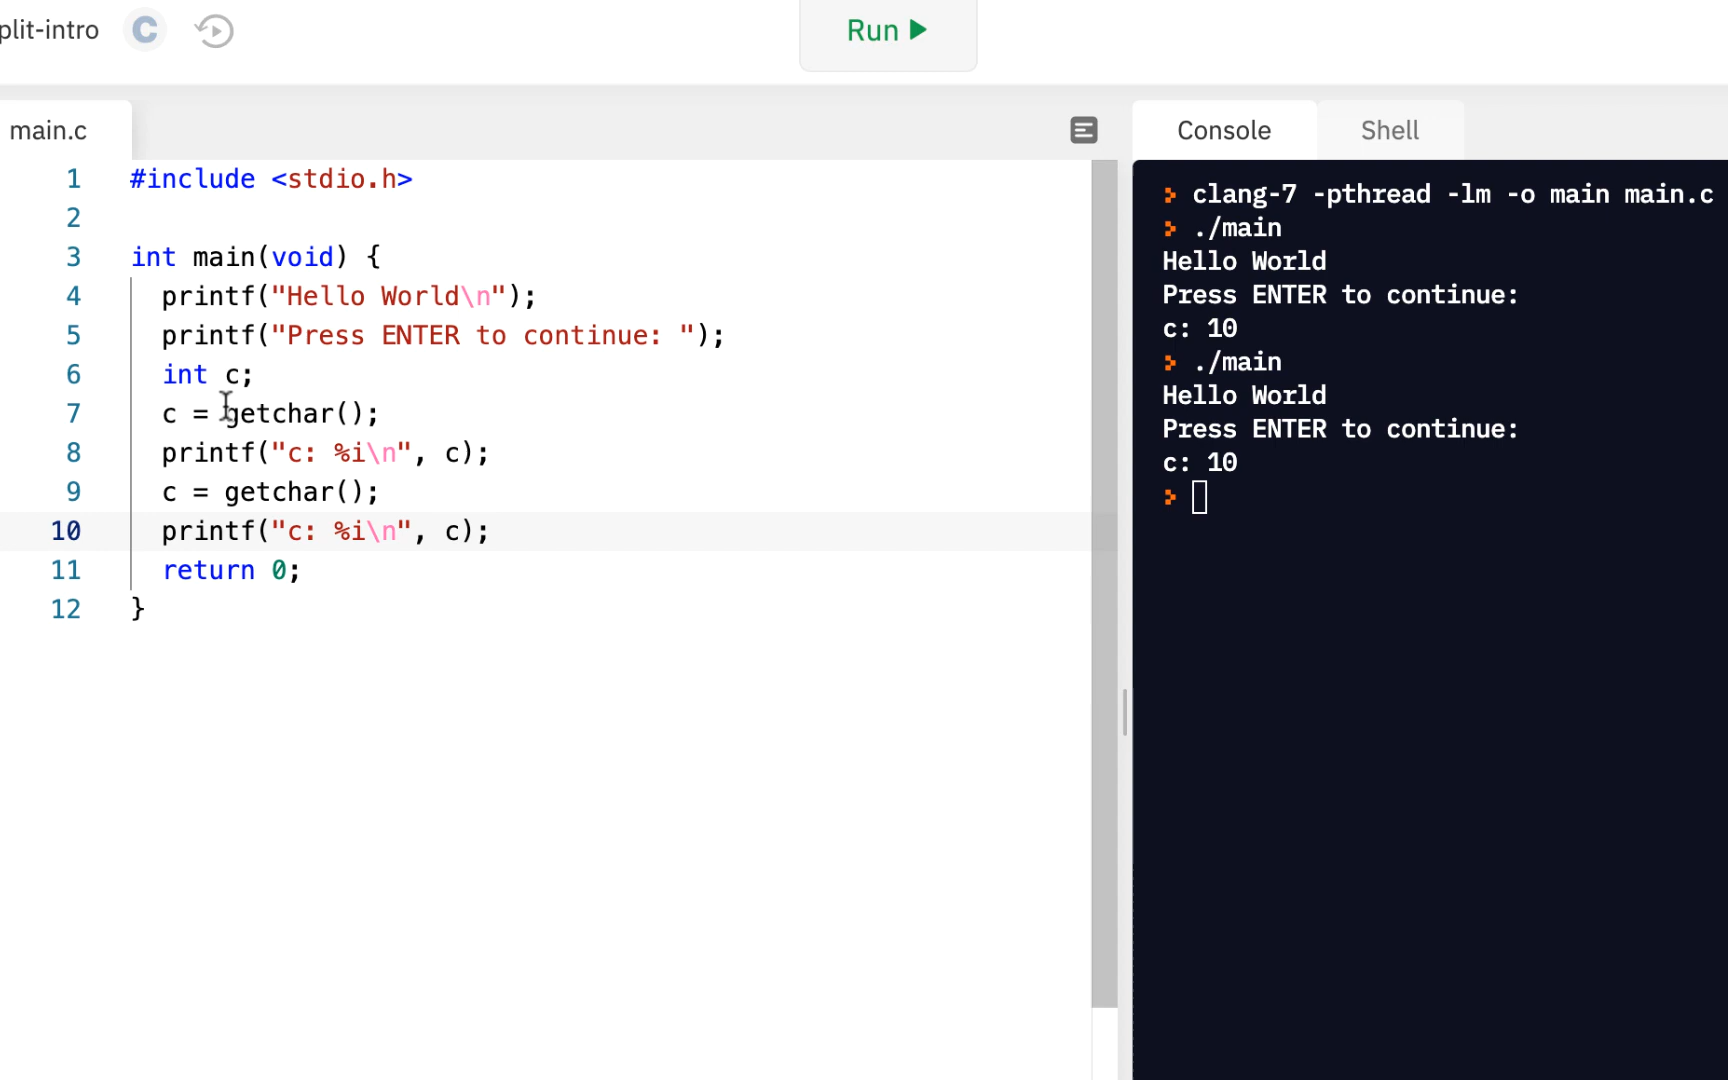 plit-intro C
Run
main.c
Console Shell
1 #include <stdio.h>
2
3 int main(void) {
4 printf("Hello World\n");
5 printf("Press ENTER to continue: ");
6 int c;
7 c = getchar();
8 printf("c: %i\n", c);
9 c = getchar();
10 printf("c: %i\n", c);
11 return 0;
12 }
clang-7 -pthread -lm -o main main.c
./main
Hello World
Press ENTER to continue:
c: 10
./main
Hello World
Press ENTER to continue:
c: 10